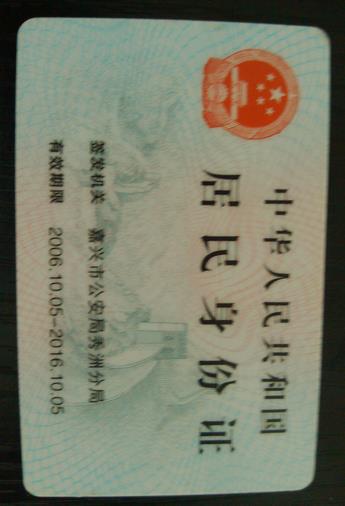 中华人民共和国
居民身份证
签发机关 嘉兴市公安局秀洲分局
有效期限 2006.10.05-2016.10.05